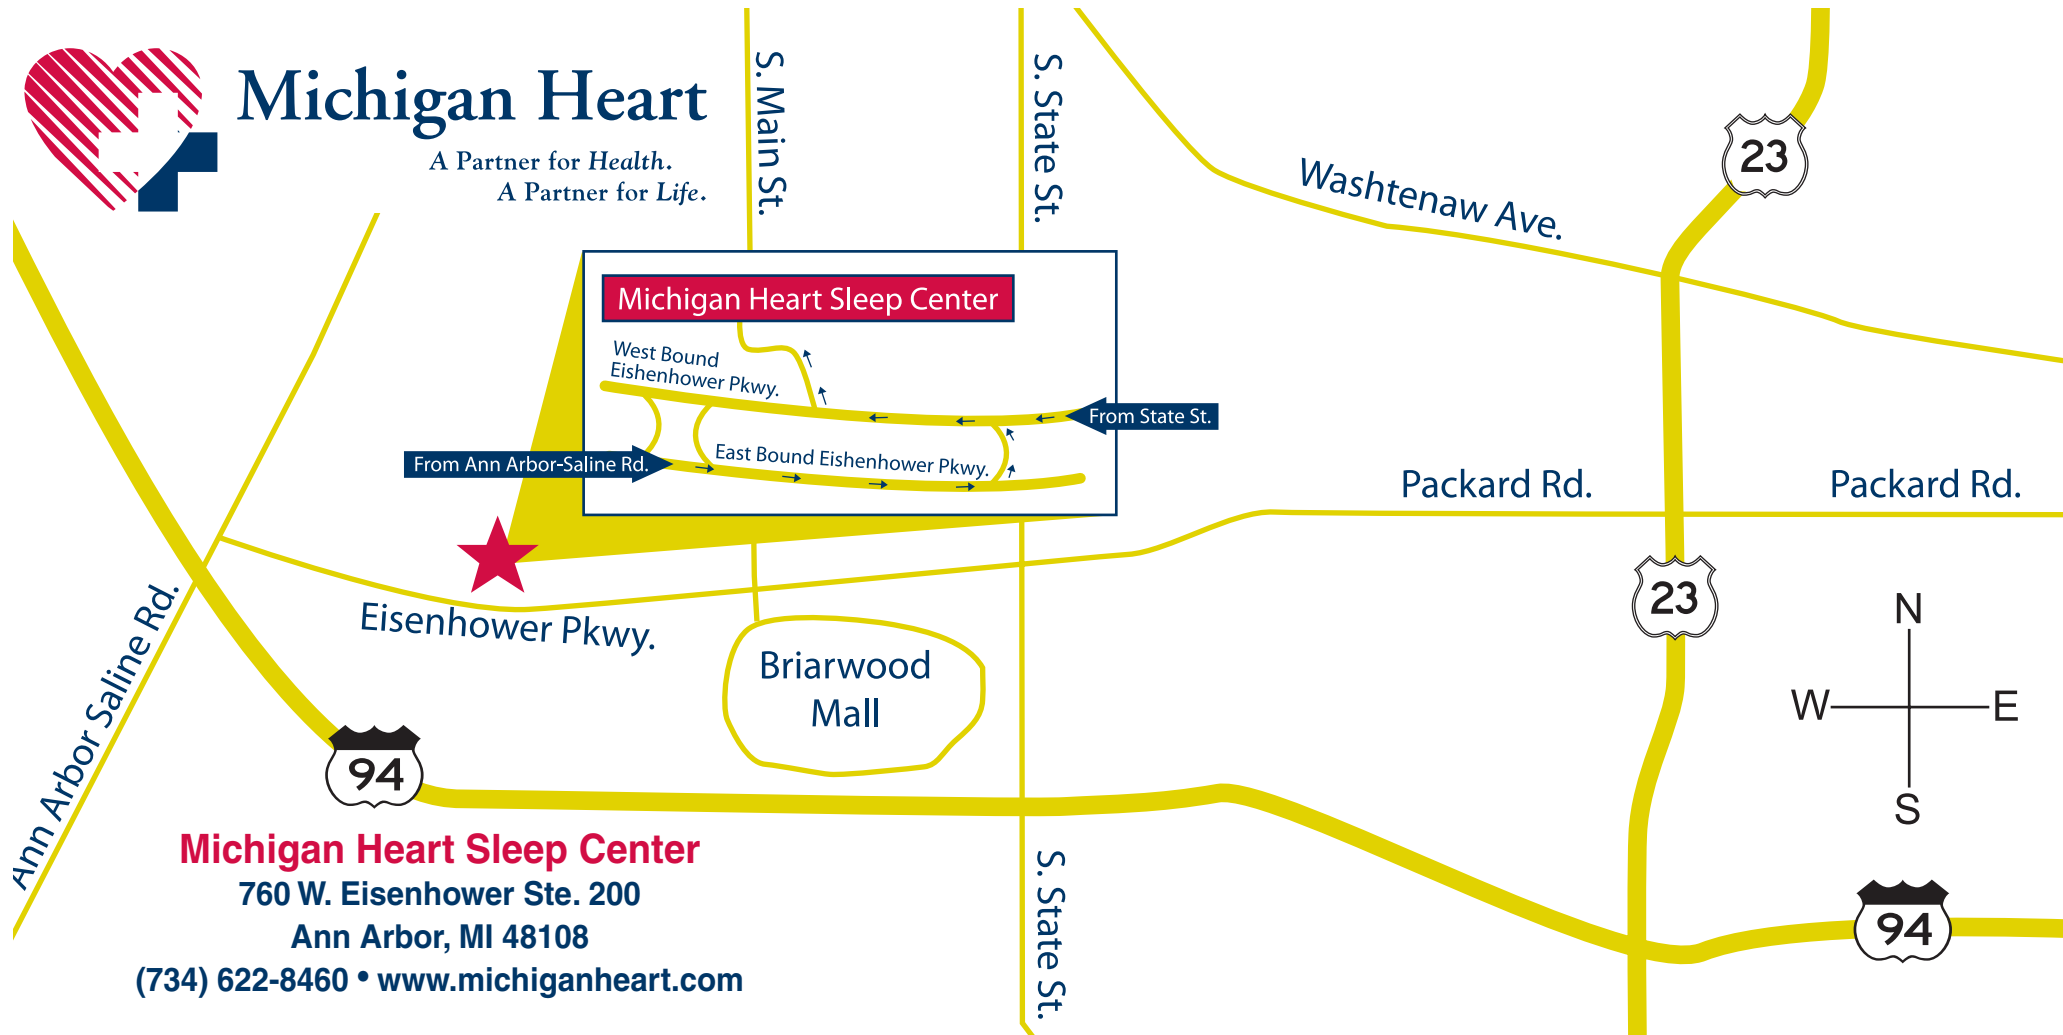 Michigan Heart
A Partner for Health.
A Partner for Life.
S. Main St.
S. State St.
Washtenaw Ave.
23
Michigan Heart Sleep Center
West Bound
Eishenhower Pkwy.
From State St.
East Bound Eishenhower Pkwy.
From Ann Arbor-Saline Rd.
Packard Rd.
Packard Rd.
Ann Arbor Saline Rd.
Eisenhower Pkwy.
23
Briarwood
Mall
N
W
E
S
94
Michigan Heart Sleep Center
760 W. Eisenhower Ste. 200
Ann Arbor, MI 48108
(734) 622-8460 • www.michiganheart.com
S. State St.
94